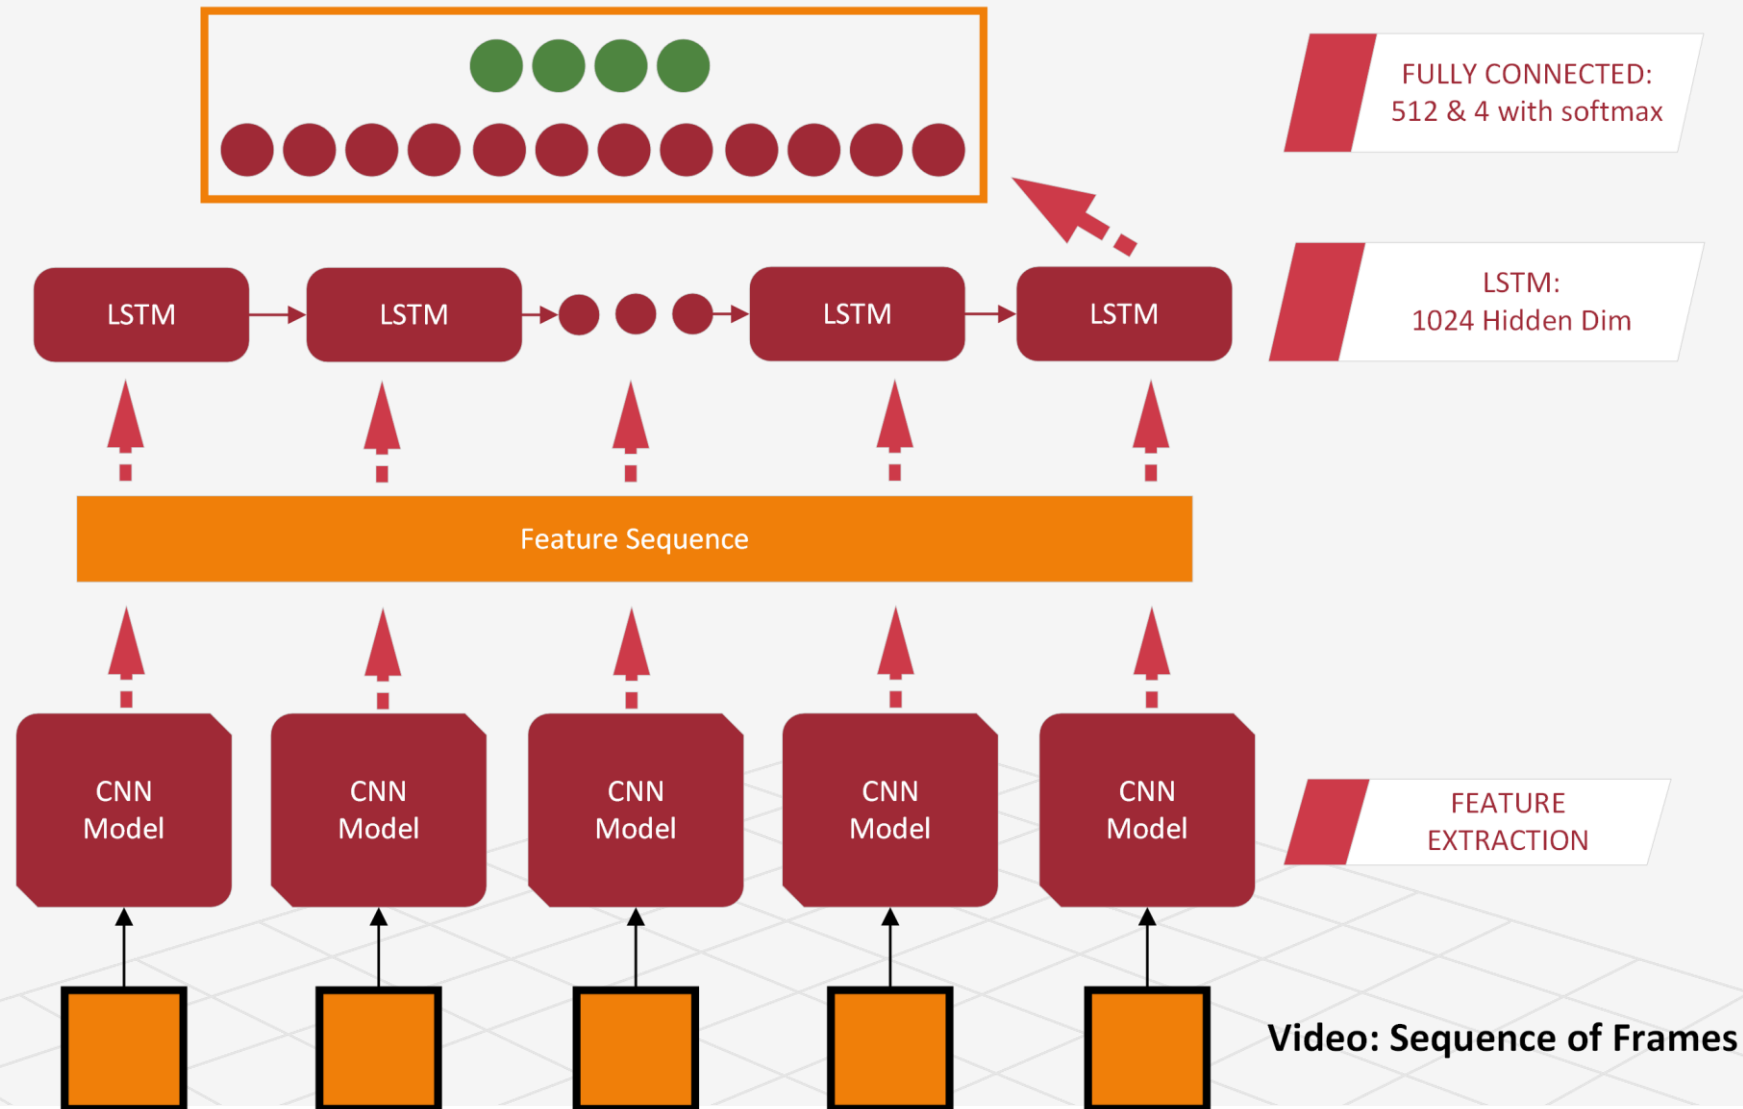 FULLY CONNECTED:
512 & 4 with softmax
LSTM
LSTM
LSTM
LSTM
LSTM:
1024 Hidden Dim
Feature Sequence
CNN
Model
CNN
Model
CNN
Model
CNN
Model
CNN
Model
FEATURE
EXTRACTION
Video: Sequence of Frames